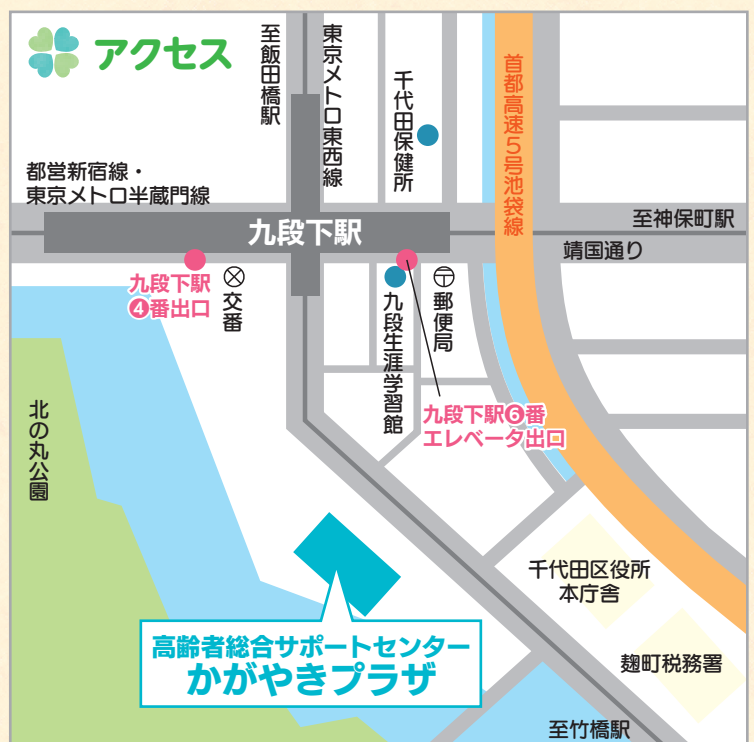 アクセス
至飯田橋駅
東京メトロ東西線
千代田保健所
首都高速5号池袋線
都営新宿線・
東京メトロ半蔵門線
九段下駅
至神保町駅
靖国通り
九段下駅
❹番出口
交番
九段生涯学習館
郵便局
九段下駅❻番
エレベータ出口
北の丸公園
千代田区役所
本庁舎
高齢者総合サポートセンター
かがやきプラザ
麹町税務署
至竹橋駅